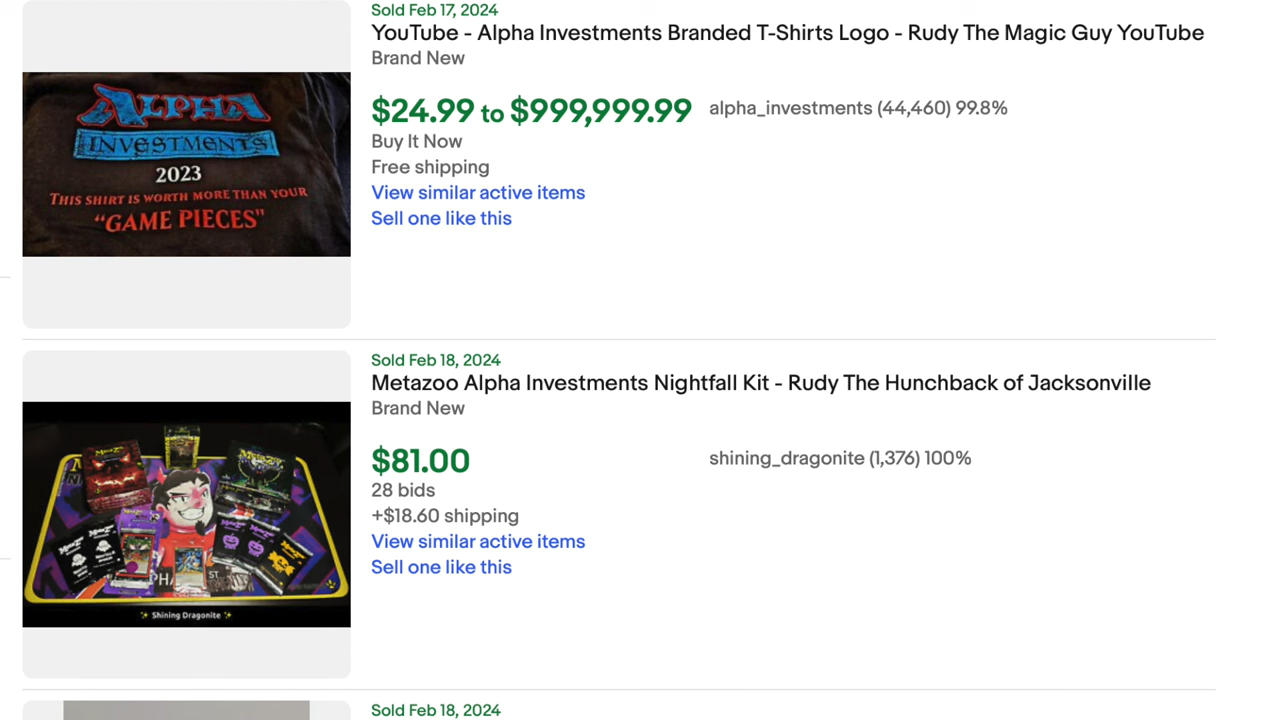 Sold Feb 17, 2024
YouTube - Alpha Investments Branded T-Shirts Logo - Rudy The Magic Guy YouTube
Brand New
$24.99 to $999,999.99
alpha_investments (44,460) 99.8%
Buy It Now
Free shipping
View similar active items
Sell one like this
ALPHA
INVESTMENTS
2023
THIS SHIRT IS WORTH MORE THAN YOUR
"GAME PIECES"
Sold Feb 18, 2024
Metazoo Alpha Investments Nightfall Kit - Rudy The Hunchback of Jacksonville
Brand New
$81.00
shining_dragonite (1,376) 100%
28 bids
+$18.60 shipping
View similar active items
Sell one like this
✨ Shining Dragonite ✨
Sold Feb 18, 2024